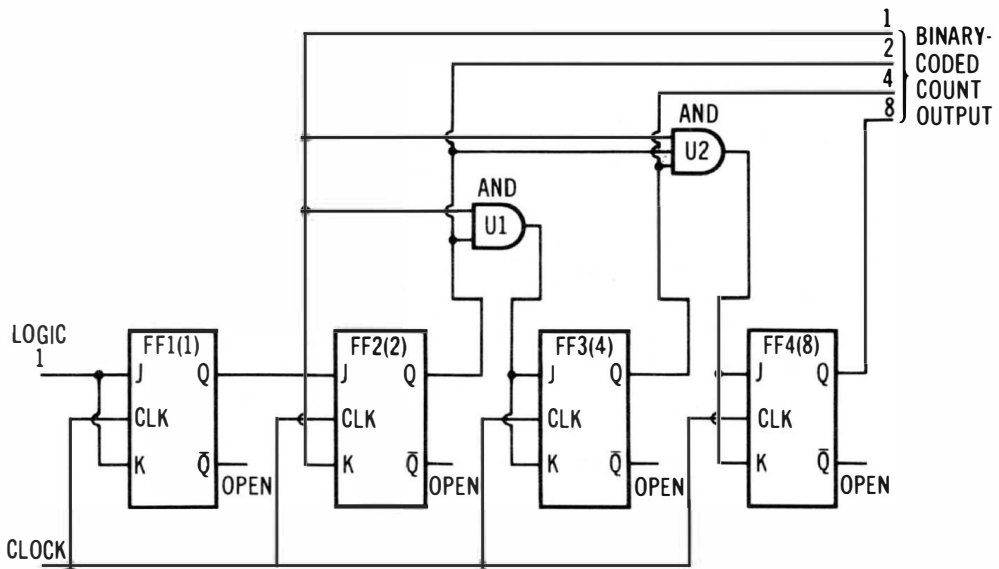 1
BINARY-
2
CODED
4
COUNT
8
OUTPUT
AND
U2
AND
U1
LOGIC
1
FF1(1)
FF2(2)
FF3(4)
FF4(8)
J
Q
J
Q
J
Q
J
Q
CLK
CLK
CLK
CLK
K
Q̅
K
Q̅
K
Q̅
K
Q̅
OPEN
OPEN
OPEN
OPEN
CLOCK